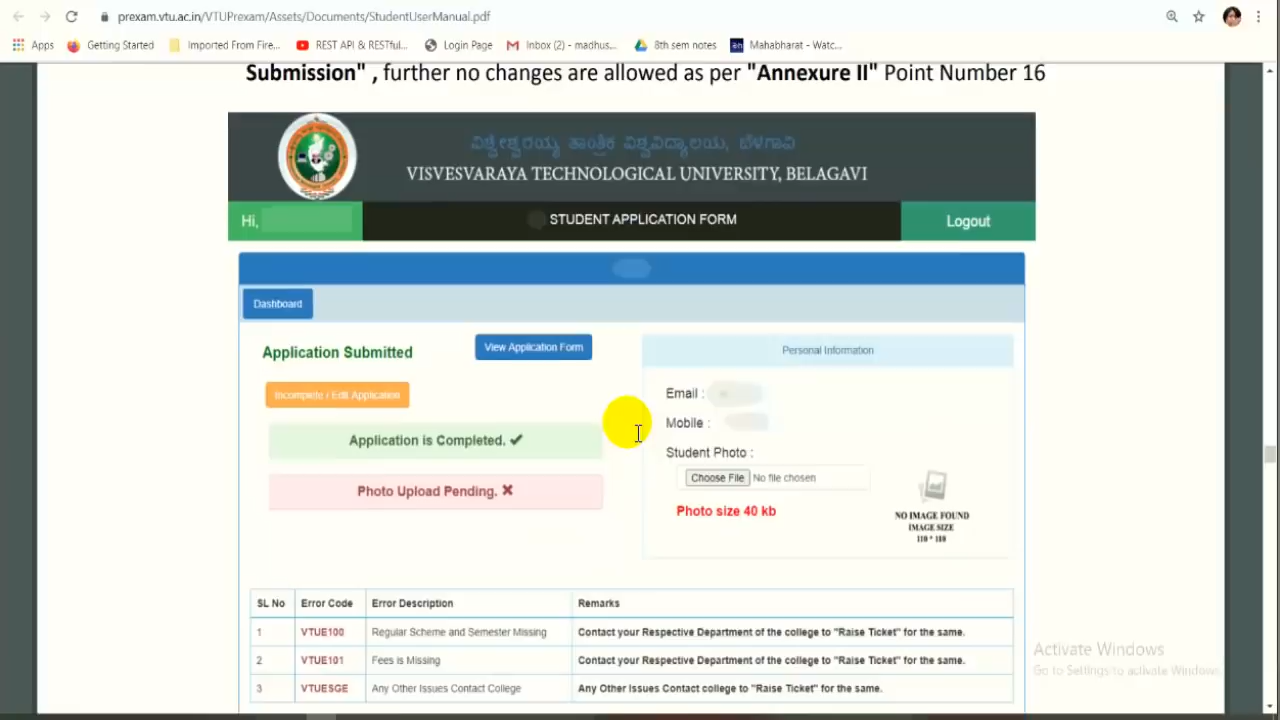 prexam.vtu.ac.in/VTUPrexam/Assets/Documents/StudentUserManual.pdf
Apps Getting Started Imported From Fire... REST API & RESTful... Login Page Inbox (2) - madhus... 8th sem notes Mahabharat - Watc...
Submission" , further no changes are allowed as per "Annexure II" Point Number 16
ವಿಶ್ವೇಶ್ವರಯ್ಯ ತಾಂತ್ರಿಕ ವಿಶ್ವವಿದ್ಯಾಲಯ, ಬೆಳಗಾವಿ
VISVESVARAYA TECHNOLOGICAL UNIVERSITY, BELAGAVI
Hi, STUDENT APPLICATION FORM Logout
Dashboard
Application Submitted View Application Form Personal Information
Incomplete / Edit Application Email :
Mobile :
Application is Completed. ✔
Student Photo :
Choose File No file chosen
Photo Upload Pending. ✘
Photo size 40 kb
NO IMAGE FOUND
IMAGE SIZE
110 * 180
SL No Error Code Error Description Remarks
1 VTUE100 Regular Scheme and Semester Missing Contact your Respective Department of the college to "Raise Ticket" for the same.
2 VTUE101 Fees is Missing Contact your Respective Department of the college to "Raise Ticket" for the same.
3 VTUESGE Any Other Issues Contact College Any Other Issues Contact college to "Raise Ticket" for the same.
Activate Windows
Go to Settings to activate Windows.